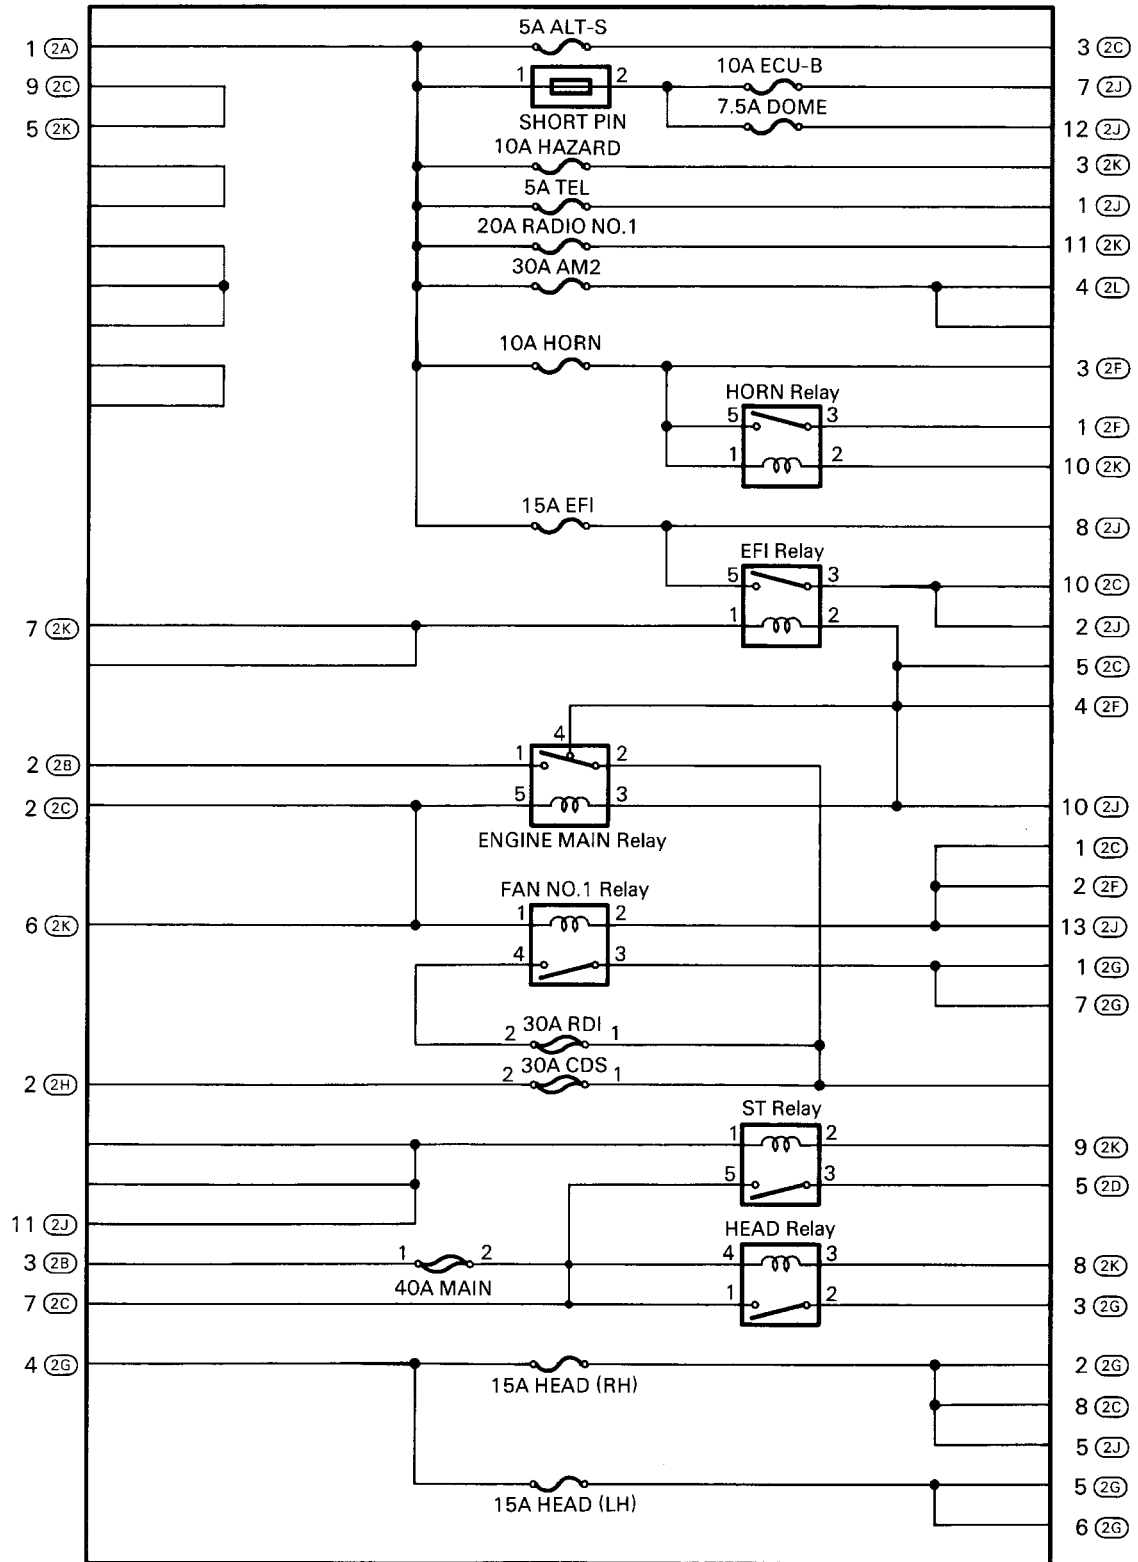 5A ALT-S
1 2A
3 2C
1 2
10A ECU-B
9 2C
7 2J
7.5A DOME
SHORT PIN
5 2K
12 2J
10A HAZARD
3 2K
5A TEL
1 2J
20A RADIO NO.1
11 2K
30A AM2
4 2L
10A HORN
3 2F
HORN Relay
5 3
1 2F
1 2
10 2K
15A EFI
8 2J
EFI Relay
5 3
10 2C
7 2K
1 2
2 2J
5 2C
4 2F
4
2 2B
1 2
2 2C
5 3
10 2J
ENGINE MAIN Relay
1 2C
FAN NO.1 Relay
2 2F
6 2K
1 2
13 2J
4 3
1 2G
7 2G
2 30A RDI 1
2 2H
2 30A CDS 1
ST Relay
1 2
9 2K
5 3
5 2D
11 2J
HEAD Relay
3 2B
1 2
4 3
8 2K
40A MAIN
7 2C
1 2
3 2G
4 2G
2 2G
15A HEAD (RH)
8 2C
5 2J
5 2G
15A HEAD (LH)
6 2G